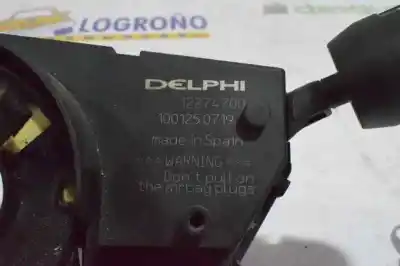 LOGROÑO
DELPHI
12274700
1001250719
made in Spain
WARNING
Don't pull on
the airbag plugs